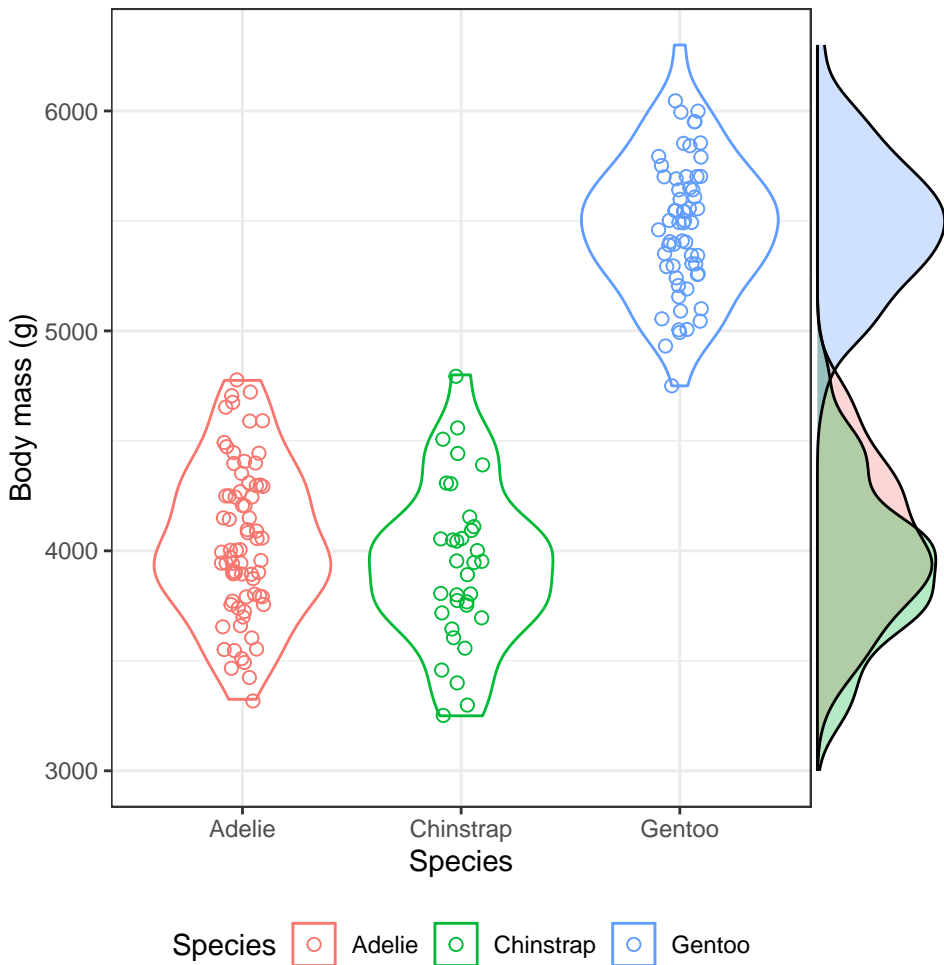 6000
5000
4000
3000
Body mass (g)
Adelie Chinstrap Gentoo
Species
Species Adelie Chinstrap Gentoo